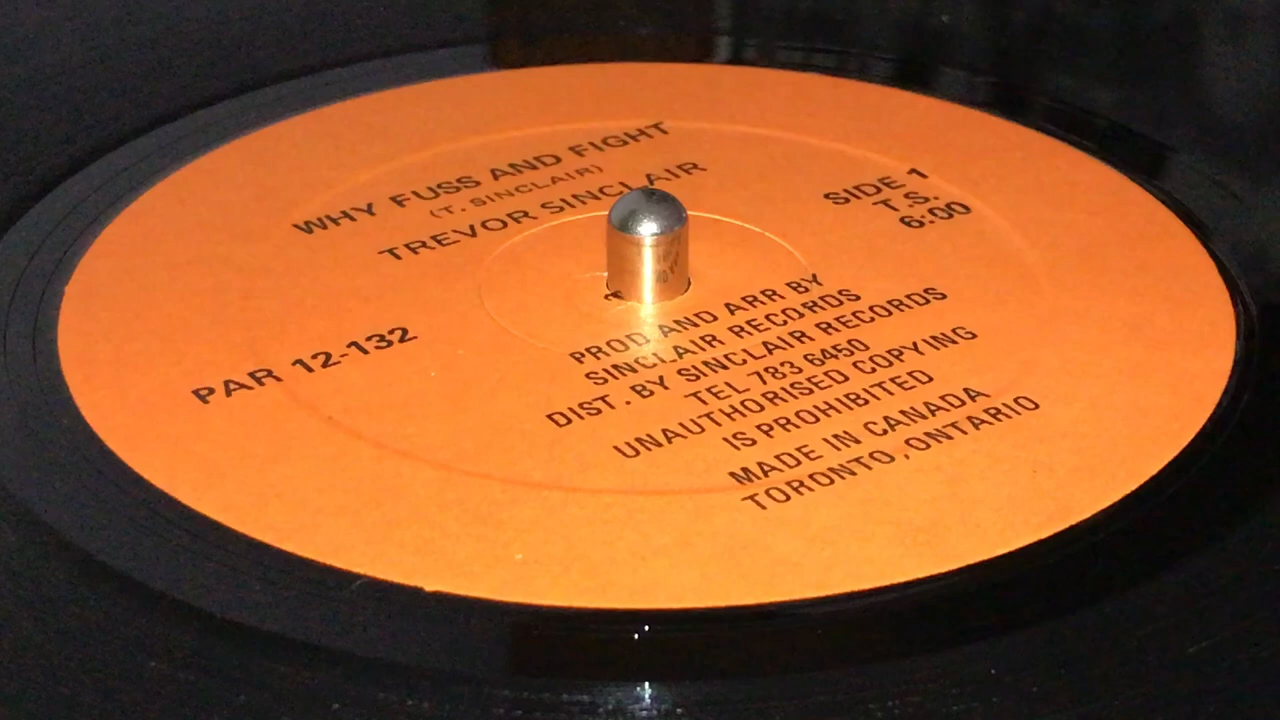 WHY FUSS AND FIGHT
(T. SINCLAIR)
TREVOR SINCLAIR
SIDE 1
T.S.
6:00
PAR 12-132
PROD AND ARR BY
SINCLAIR RECORDS
DIST. BY SINCLAIR RECORDS
TEL 783 6450
UNAUTHORISED COPYING
IS PROHIBITED
MADE IN CANADA
TORONTO, ONTARIO